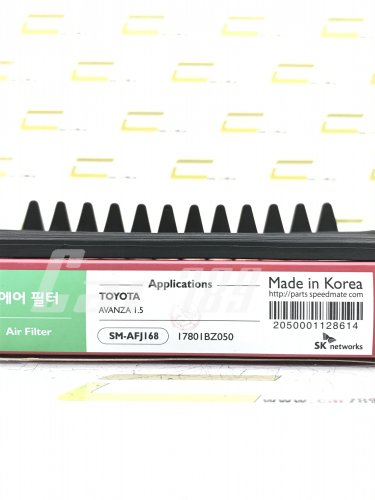 에어 필터
Air Filter
Applications
TOYOTA
AVANZA 1.5
SM-AFJ168
17801BZ050
Made in Korea
http://parts.speedmate.com
2050001128614
SK networks